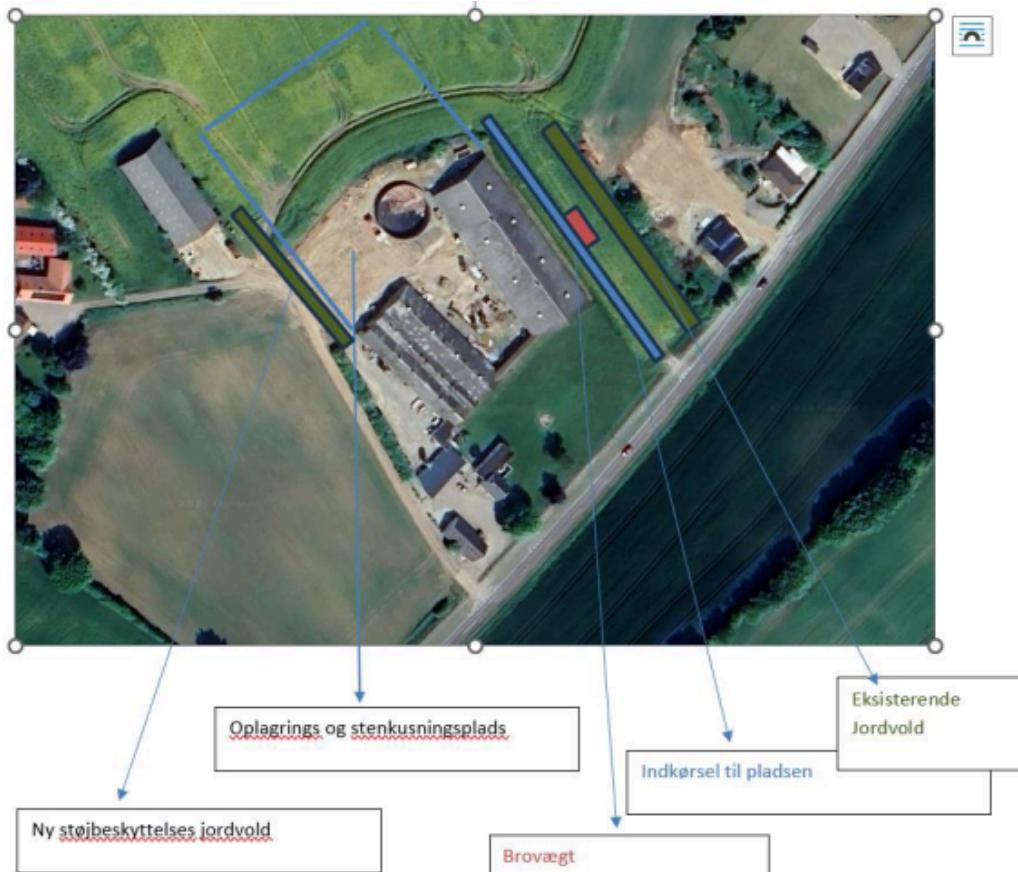 Eksisterende
Jordvold
Oplagrings og stenkusningsplads
Indkørsel til pladsen
Ny støjbeskyttelses jordvold
Brovægt